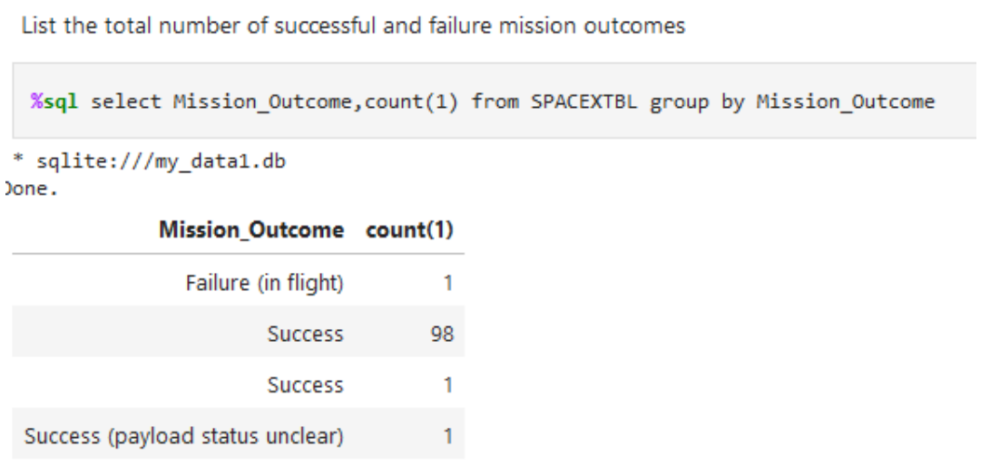 List the total number of successful and failure mission outcomes
%sql select Mission_Outcome,count(1) from SPACEXTBL group by Mission_Outcome
* sqlite:///my_data1.db
Done.
Mission_Outcome count(1)
Failure (in flight) 1
Success 98
Success 1
Success (payload status unclear) 1